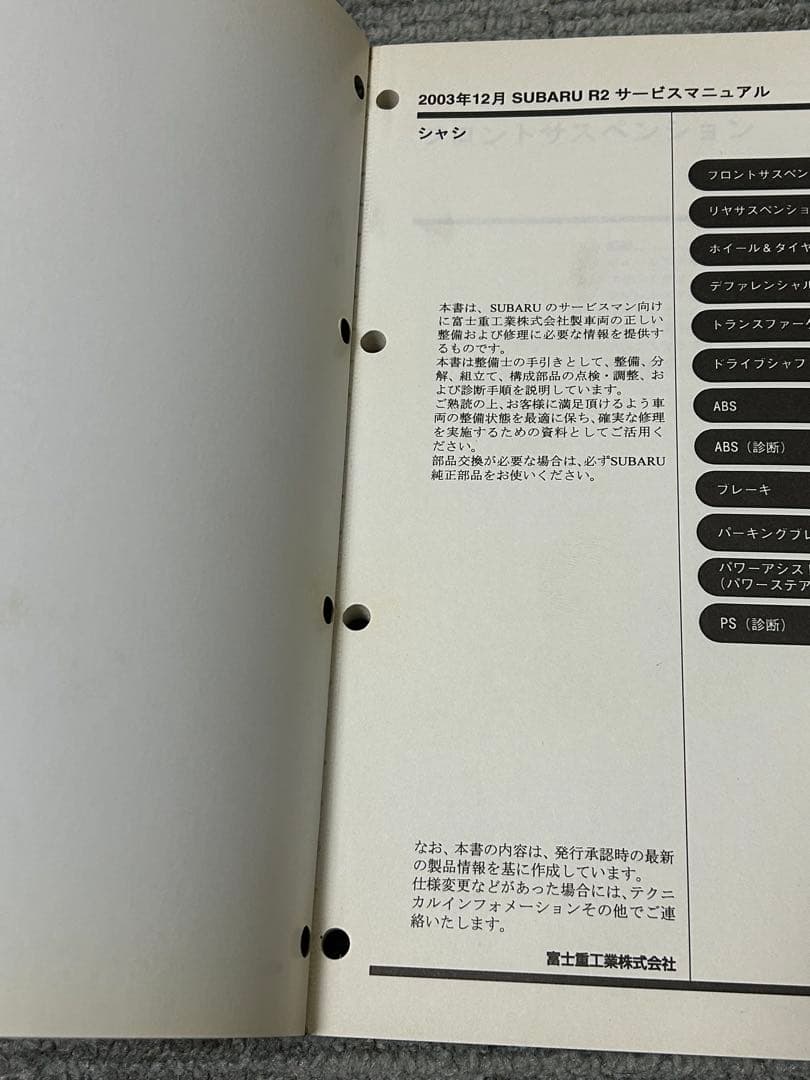 2003年12月 SUBARU R2 サービスマニュアル
シャシ
本書は、SUBARU のサービスマン向け
に富士重工業株式会社製車両の正しい
整備および修理に必要な情報を提供す
るものです。
本書は整備士の手引きとして、整備、分
解、組立て、構成部品の点検・調整、お
よび診断手順を説明しています。
ご熟読の上、お客様に満足頂けるよう車
両の整備状態を最適に保ち、確実な修理
を実施するための資料としてご活用く
ださい。
部品交換が必要な場合は、必ずSUBARU
純正部品をお使いください。
なお、本書の内容は、発行承認時の最新
の製品情報を基に作成しています。
仕様変更などがあった場合には、テクニ
カルインフォメーションその他でご連
絡いたします。
富士重工業株式会社
フロントサスペン
リヤサスペンショ
ホイール＆タイヤ
デファレンシャル
トランスファーケ
ドライブシャフ
ABS
ABS（診断）
ブレーキ
パーキングブレ
パワーアシスト
（パワーステア
PS（診断）